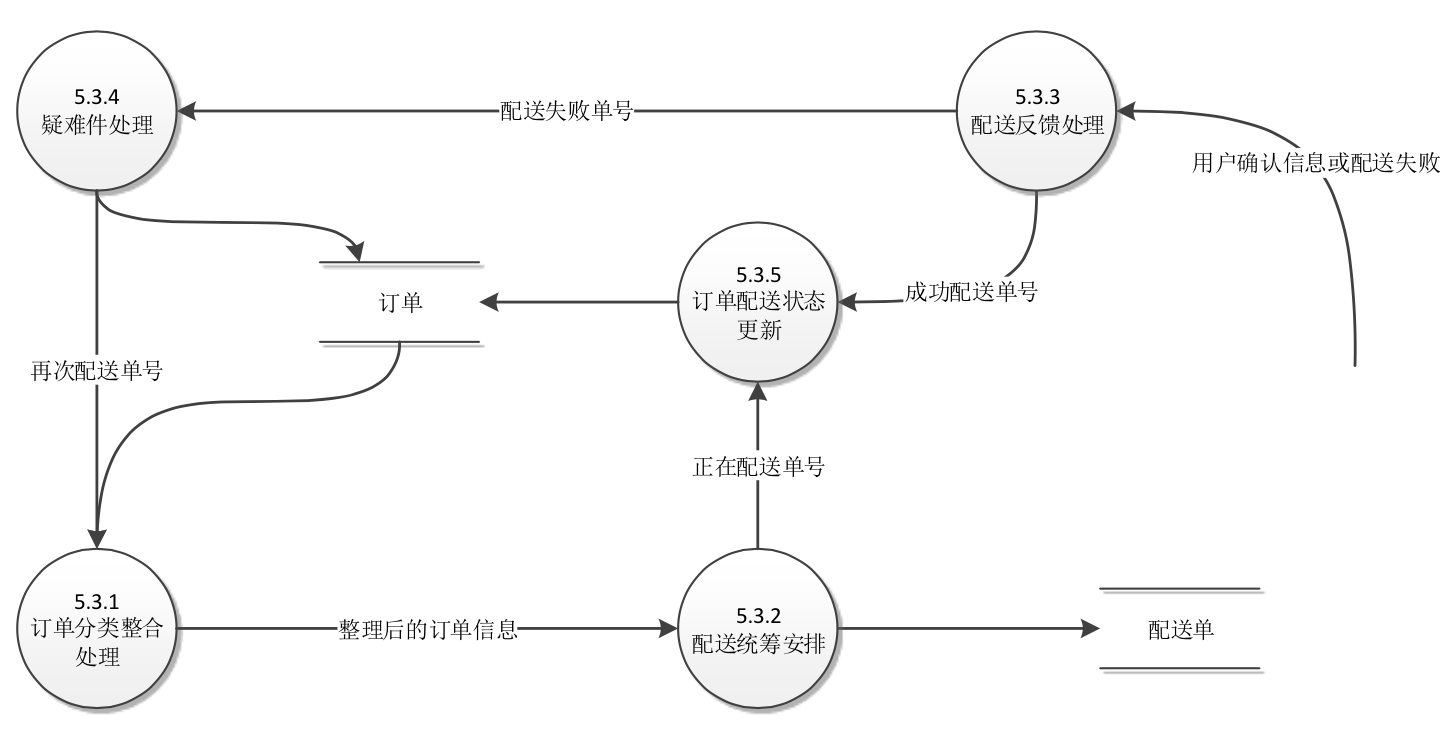 5.3.4
疑难件处理
配送失败单号
5.3.3
配送反馈处理
用户确认信息或配送失败
订单
5.3.5
订单配送状态
更新
成功配送单号
再次配送单号
正在配送单号
5.3.1
订单分类整合
处理
整理后的订单信息
5.3.2
配送统筹安排
配送单